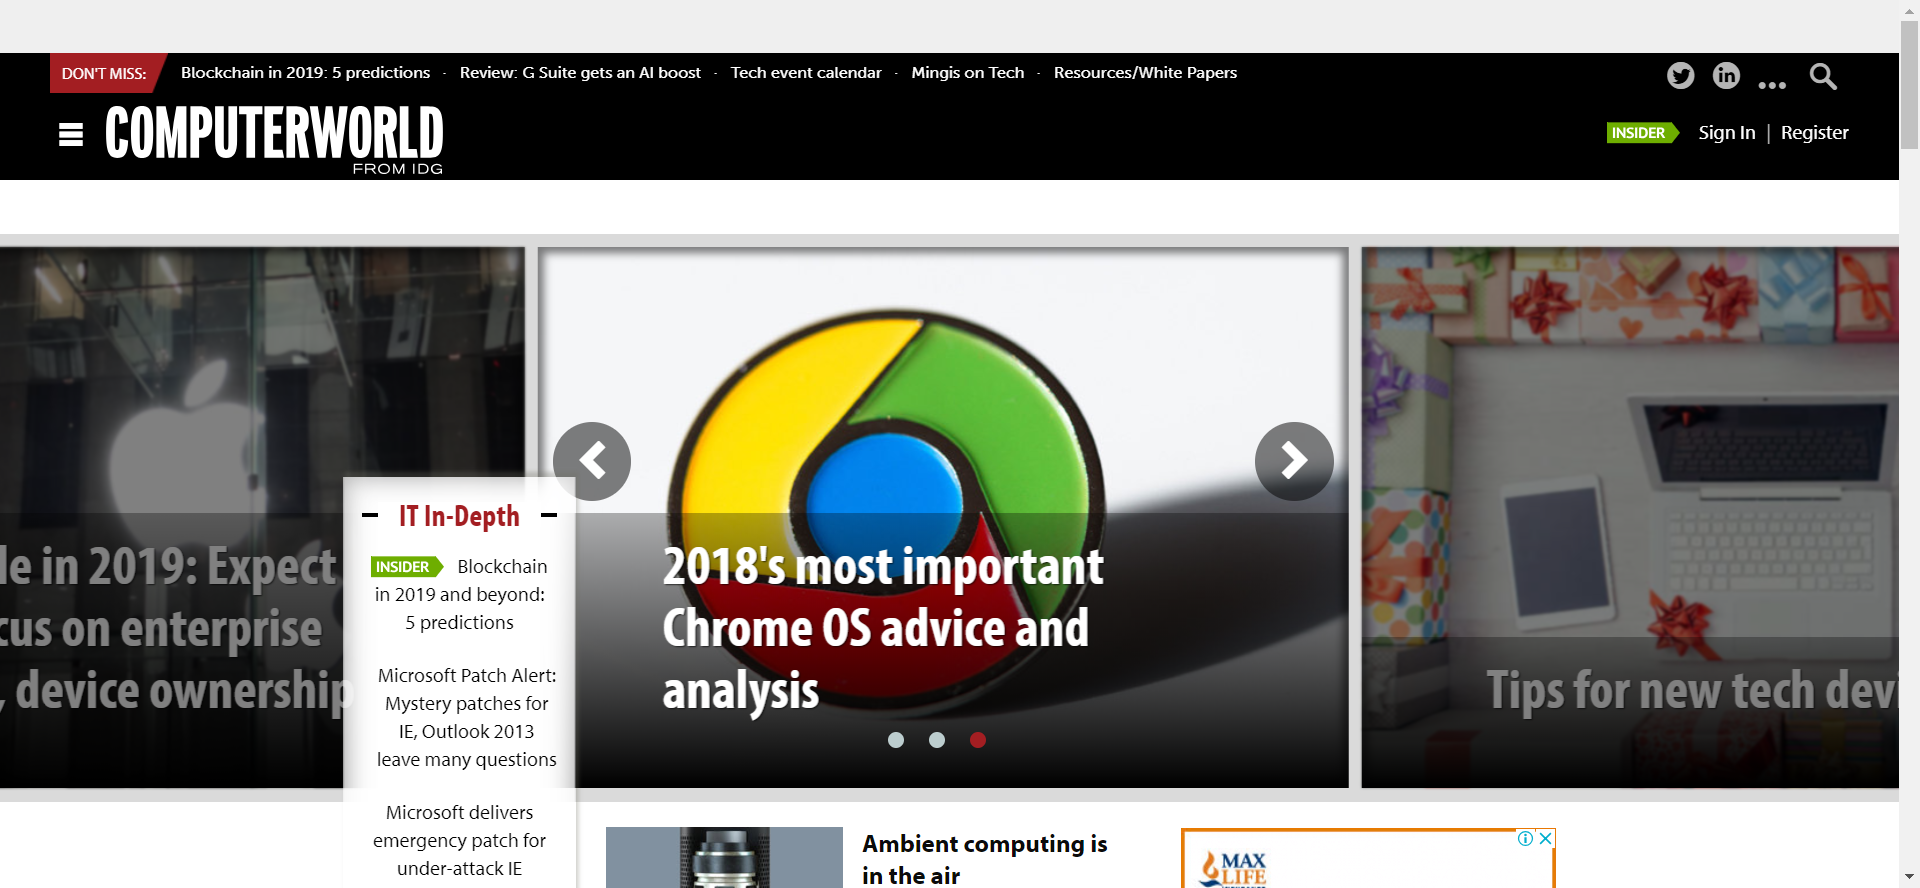 DON'T MISS:
Blockchain in 2019: 5 predictions · Review: G Suite gets an AI boost · Tech event calendar · Mingis on Tech · Resources/White Papers
COMPUTERWORLD
FROM IDG
INSIDER Sign In | Register
le in 2019: Expect
cus on enterprise
, device ownership
IT In-Depth
INSIDER Blockchain
in 2019 and beyond:
5 predictions
Microsoft Patch Alert:
Mystery patches for
IE, Outlook 2013
leave many questions
Microsoft delivers
emergency patch for
under-attack IE
2018's most important
Chrome OS advice and
analysis
Tips for new tech devi
Ambient computing is
in the air
MAX
LIFE